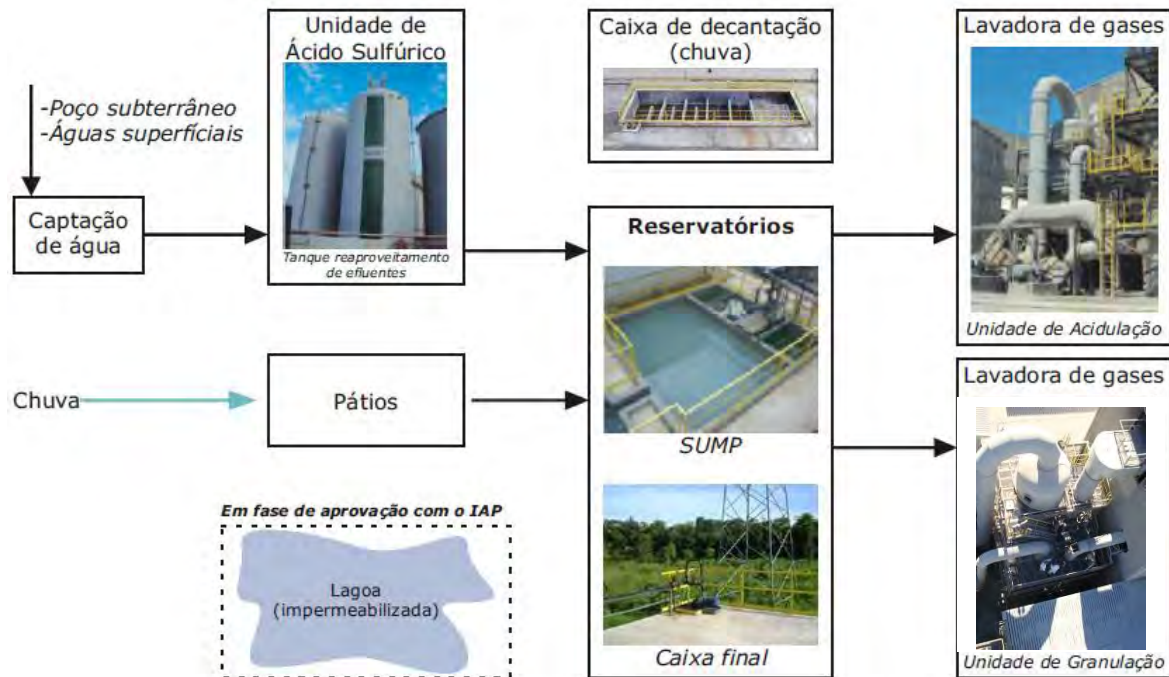 Unidade de
Ácido Sulfúrico
Tanque reaproveitamento
de efluentes
Caixa de decantação
(chuva)
Lavadora de gases
Unidade de Acidulação
-Poço subterrâneo
-Águas superfíciais
Captação
de água
Reservatórios
SUMP
Caixa final
Chuva
Pátios
Lavadora de gases
Unidade de Granulação
Em fase de aprovação com o IAP
Lagoa
(impermeabilizada)